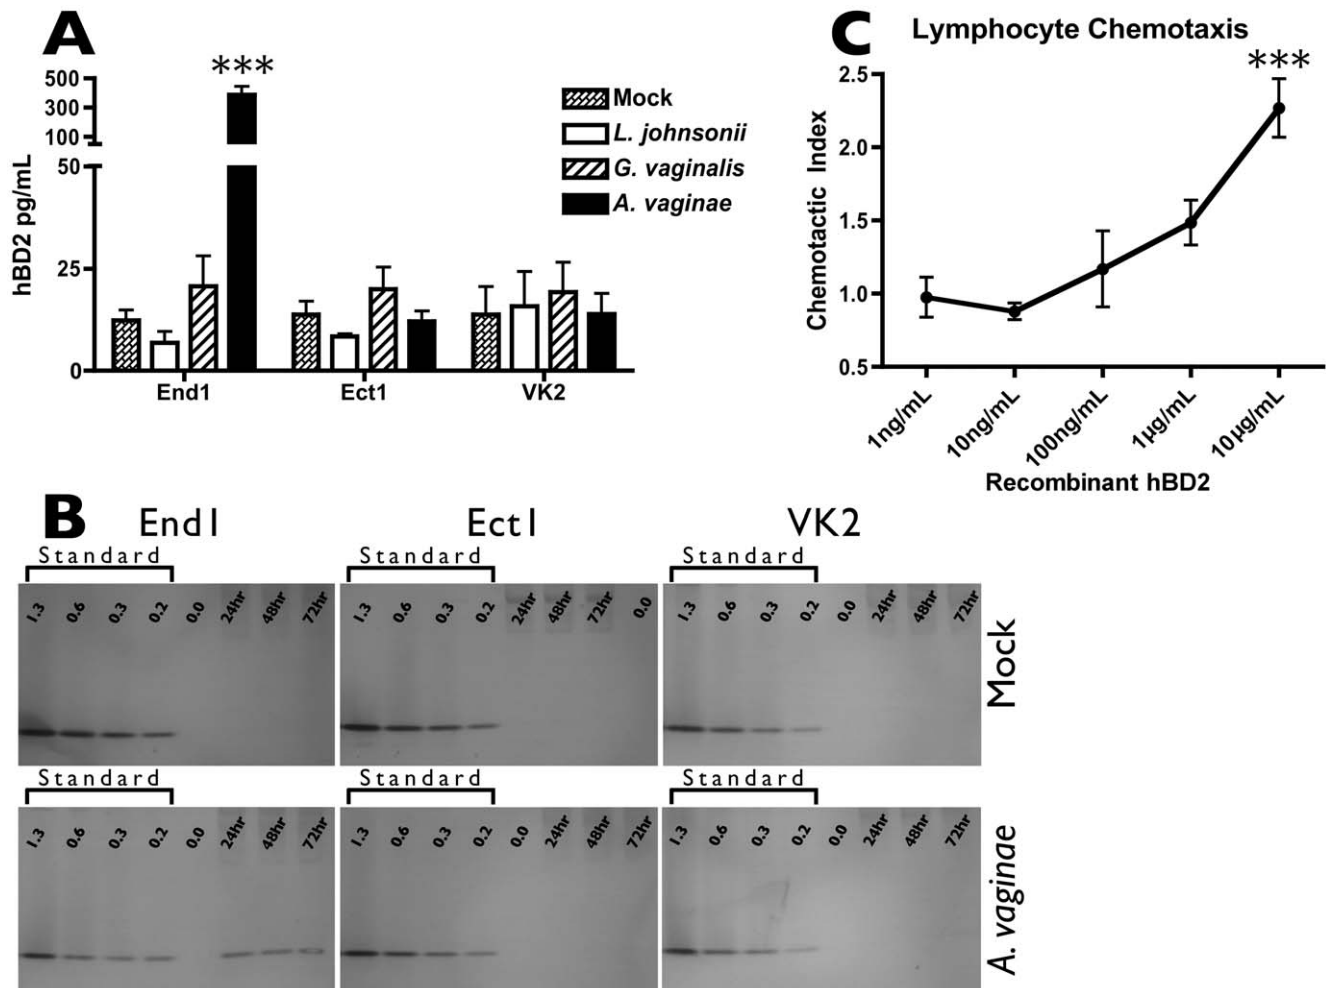 A
***
500
300
100
50
25
0
hBD2 pg/mL
End1 Ect1 VK2
Mock
L. johnsonii
G. vaginalis
A. vaginae
C Lymphocyte Chemotaxis
***
2.5
2.0
1.5
1.0
0.5
Chemotactic Index
1ng/mL 10ng/mL 100ng/mL 1µg/mL 10µg/mL
Recombinant hBD2
B End1 Ect1 VK2
Standard Standard Standard
1.3 0.6 0.3 0.2 0.0 24hr 48hr 72hr
1.3 0.6 0.3 0.2 24hr 48hr 72hr 0.0
1.3 0.6 0.3 0.2 0.0 24hr 48hr 72hr
Mock
Standard Standard Standard
1.3 0.6 0.3 0.2 0.0 24hr 48hr 72hr
1.3 0.6 0.3 0.2 0.0 24hr 48hr 72hr
1.3 0.6 0.3 0.2 0.0 24hr 48hr 72hr
A. vaginae